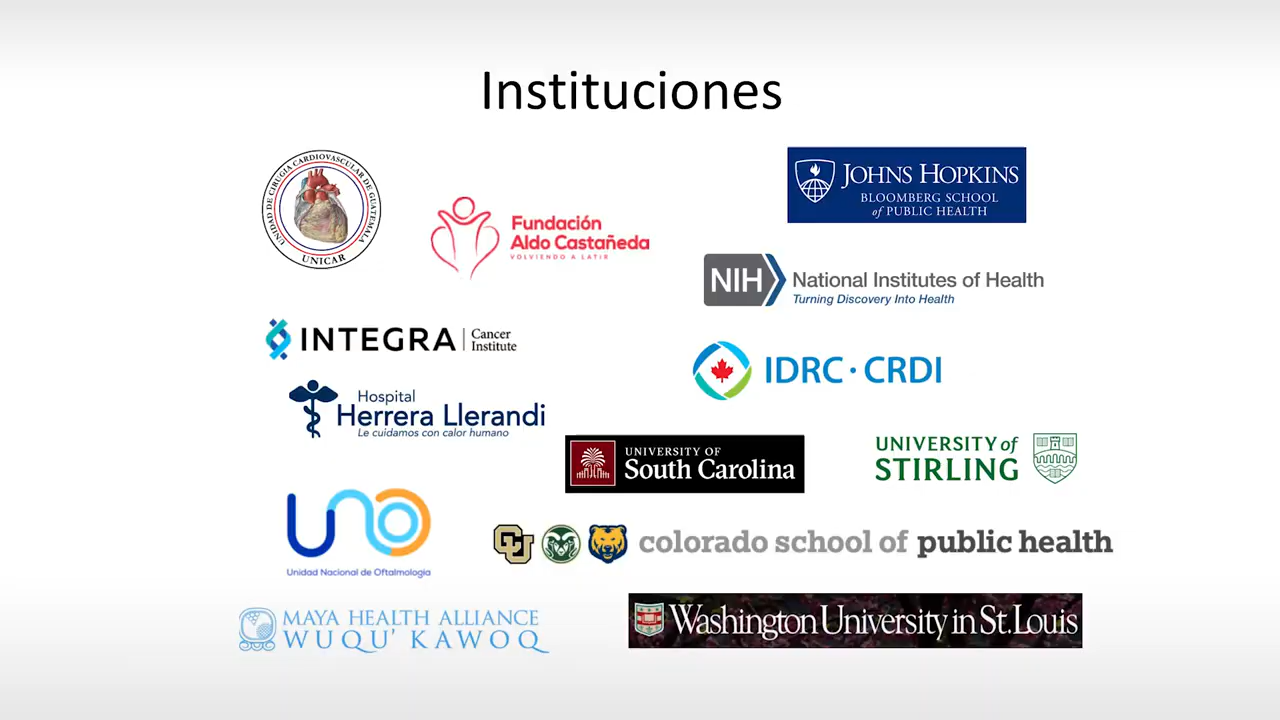 Instituciones
UNIDAD DE CIRUGIA CARDIOVASCULAR DE GUATEMALA
UNICAR
Fundación
Aldo Castañeda
VOLVIENDO A LATIR
JOHNS HOPKINS
BLOOMBERG SCHOOL
of PUBLIC HEALTH
NIH
National Institutes of Health
Turning Discovery Into Health
INTEGRA
Cancer
Institute
IDRC · CRDI
Hospital
Herrera Llerandi
Le cuidamos con calor humano
UNIVERSITY OF
South Carolina
UNIVERSITY of
STIRLING
uno
Unidad Nacional de Oftalmología
CU
colorado school of public health
MAYA HEALTH ALLIANCE
WUQU' KAWOQ
Washington University in St. Louis